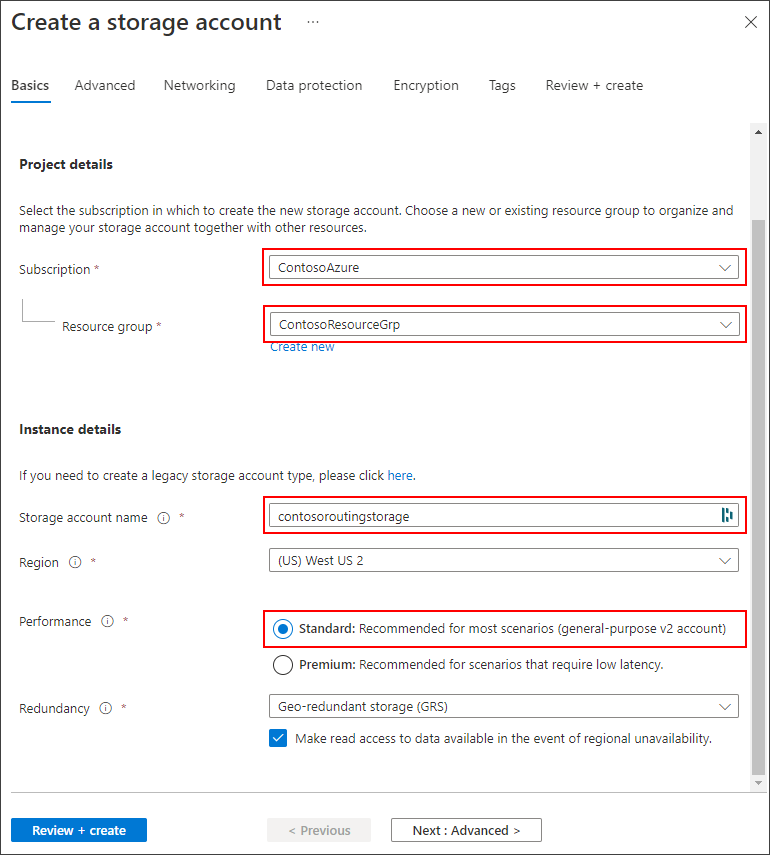 Create a storage account ...
Basics Advanced Networking Data protection Encryption Tags Review + create
Project details
Select the subscription in which to create the new storage account. Choose a new or existing resource group to organize and
manage your storage account together with other resources.
Subscription * ContosoAzure
Resource group * ContosoResourceGrp
Create new
Instance details
If you need to create a legacy storage account type, please click here.
Storage account name * contosoroutingstorage
Region * (US) West US 2
Performance * Standard: Recommended for most scenarios (general-purpose v2 account)
Premium: Recommended for scenarios that require low latency.
Redundancy * Geo-redundant storage (GRS)
Make read access to data available in the event of regional unavailability.
Review + create < Previous Next : Advanced >